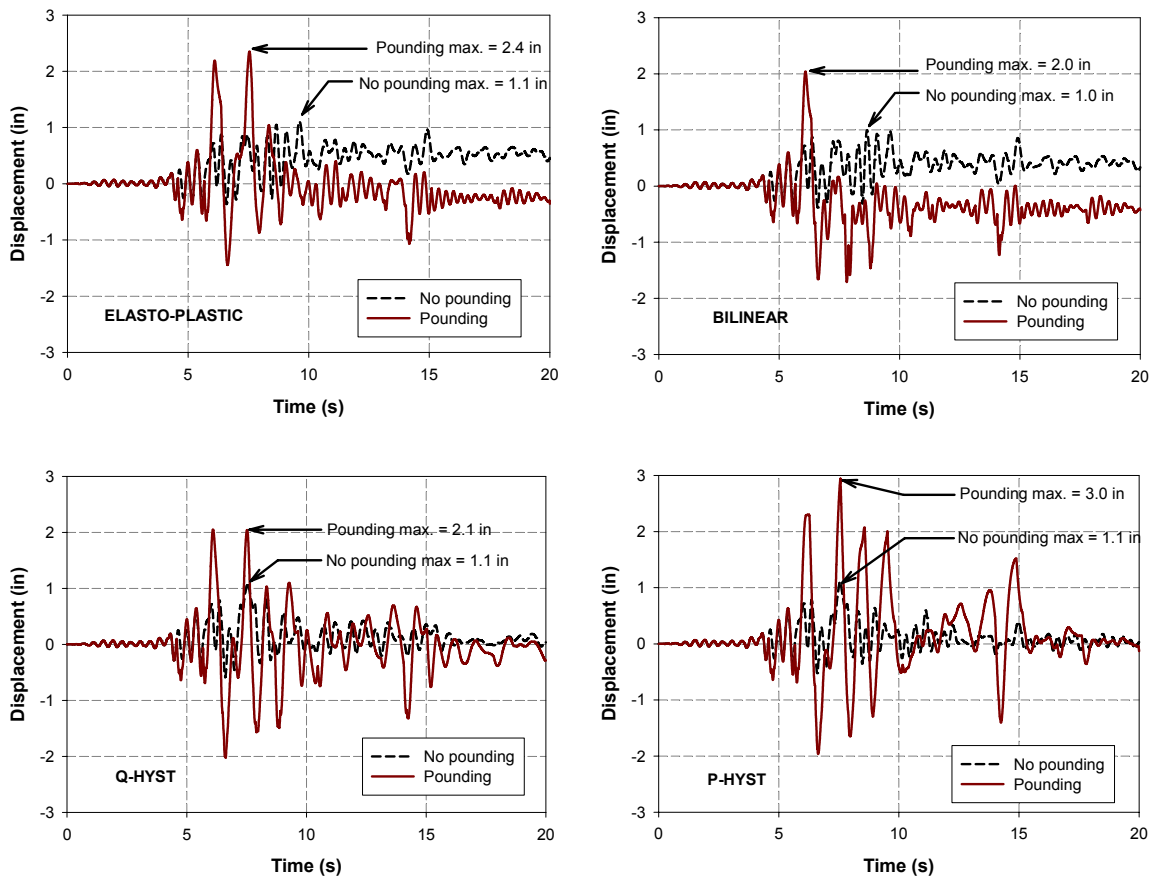 3
2
1
0
-1
-2
-3
Displacement (in)
Pounding max. = 2.4 in
No pounding max. = 1.1 in
No pounding
Pounding
ELASTO-PLASTIC
0 5 10 15 20
Time (s)
3
2
1
0
-1
-2
-3
Displacement (in)
Pounding max. = 2.0 in
No pounding max. = 1.0 in
No pounding
Pounding
BILINEAR
0 5 10 15 20
Time (s)
3
2
1
0
-1
-2
-3
Displacement (in)
Pounding max. = 2.1 in
No pounding max = 1.1 in
No pounding
Pounding
Q-HYST
0 5 10 15 20
Time (s)
3
2
1
0
-1
-2
-3
Displacement (in)
Pounding max. = 3.0 in
No pounding max. = 1.1 in
No pounding
Pounding
P-HYST
0 5 10 15 20
Time (s)